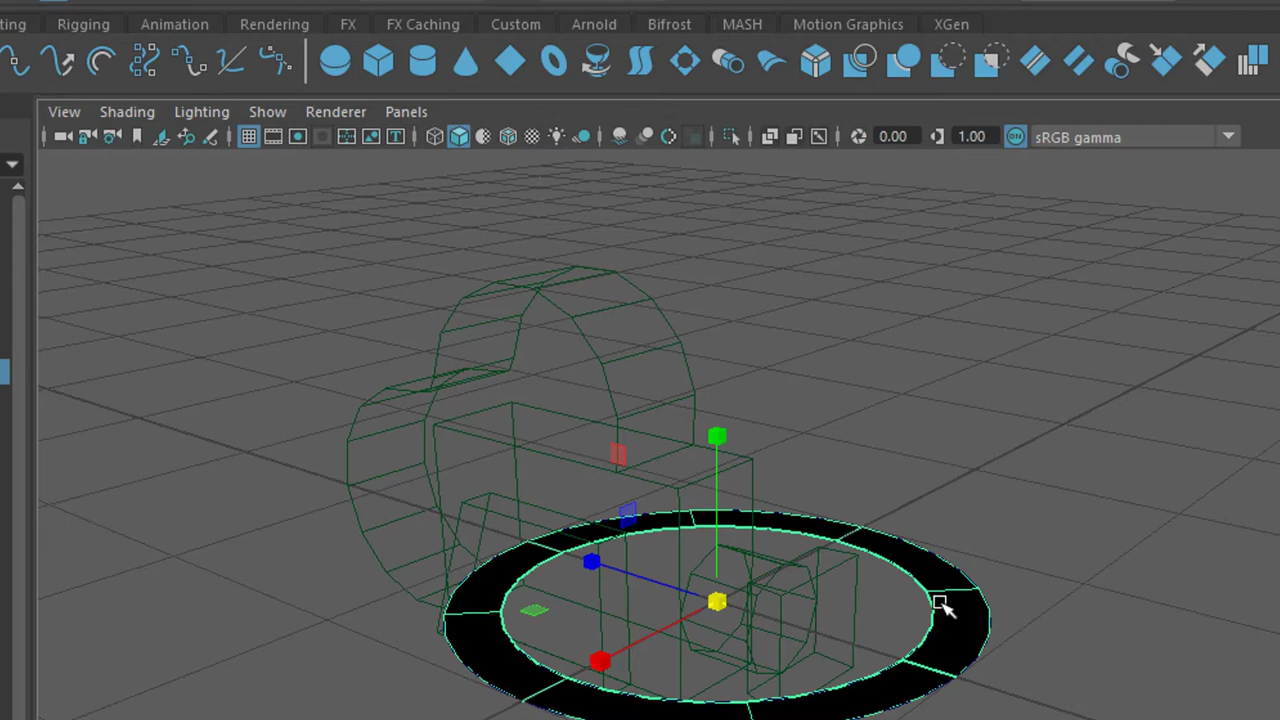 ting Rigging Animation Rendering FX FX Caching Custom Arnold Bifrost MASH Motion Graphics XGen
View Shading Lighting Show Renderer Panels
0.00 1.00 ON sRGB gamma